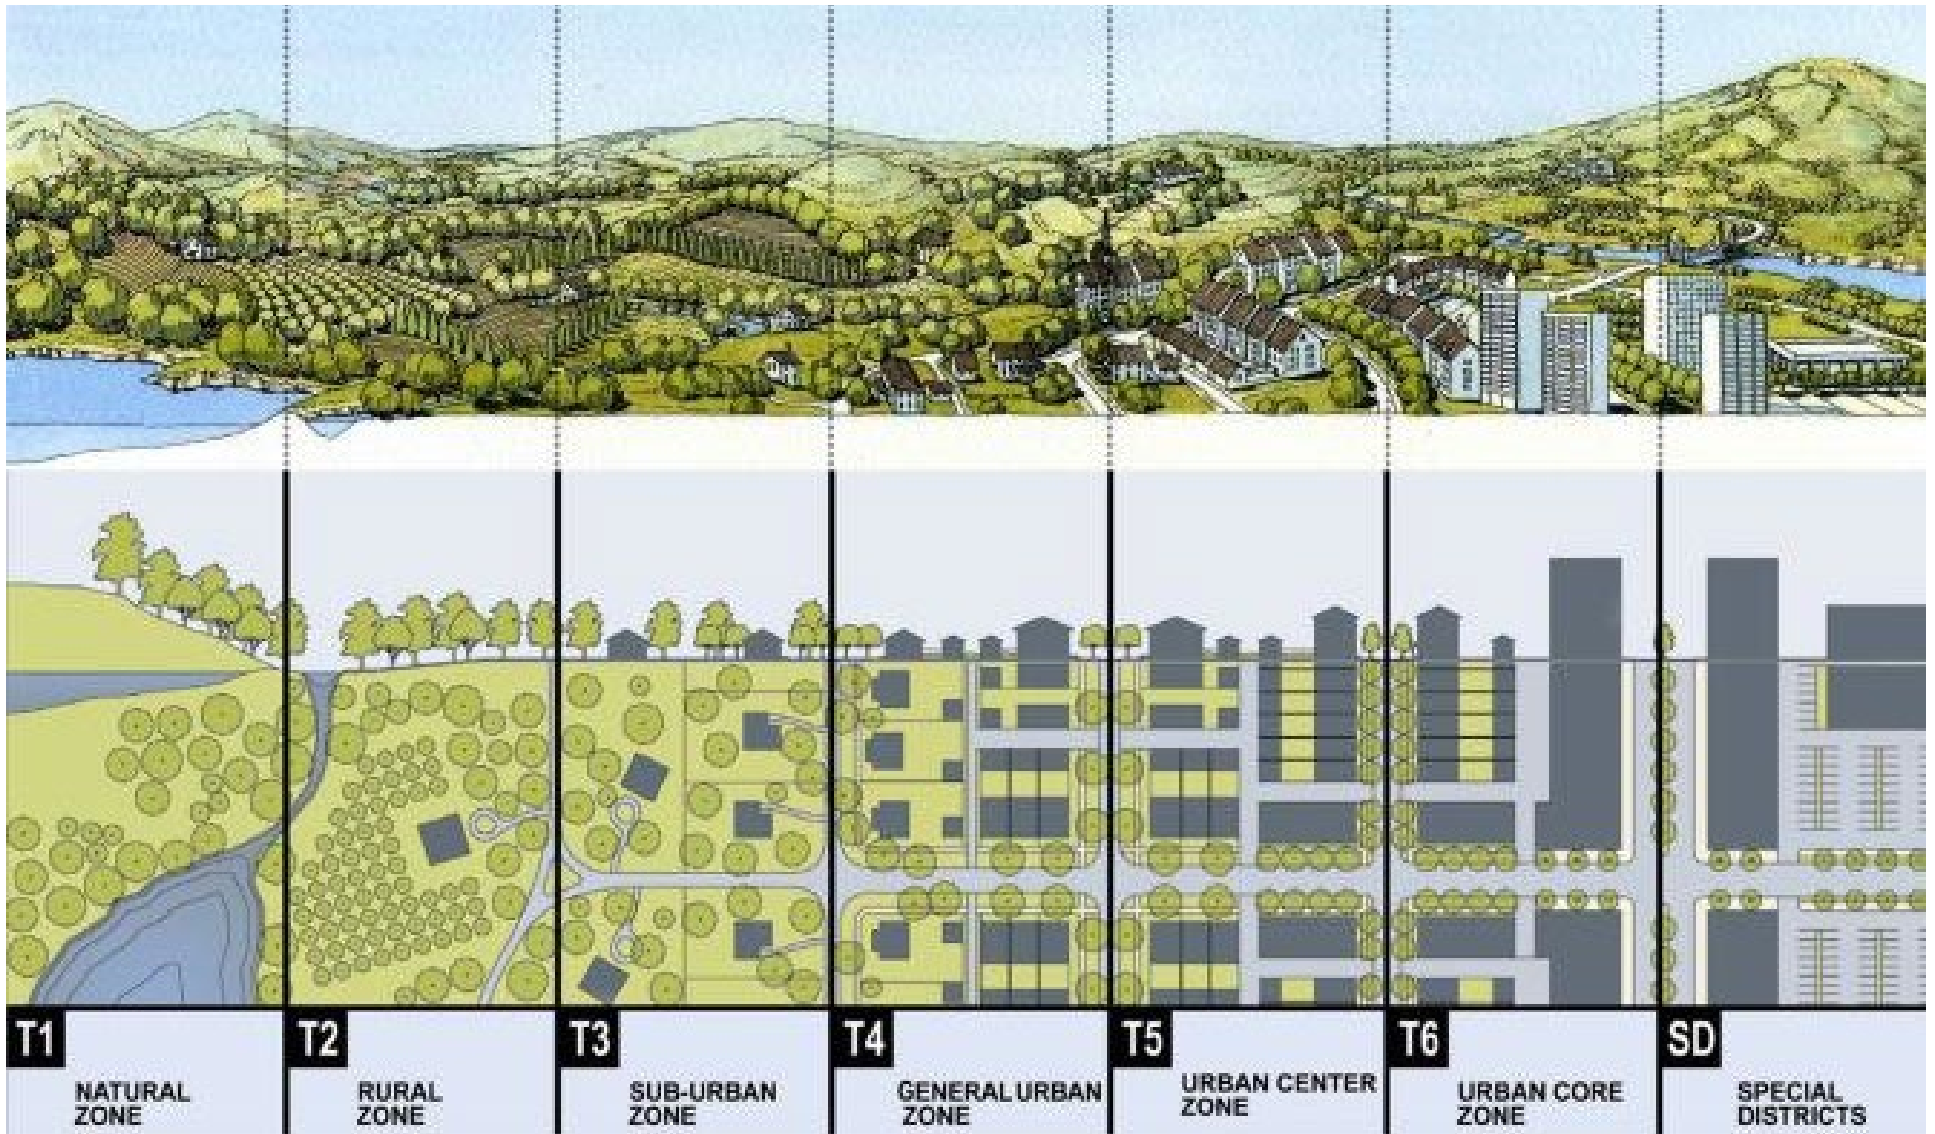 T1
NATURAL
ZONE
T2
RURAL
ZONE
T3
SUB-URBAN
ZONE
T4
GENERAL URBAN
ZONE
T5
URBAN CENTER
ZONE
T6
URBAN CORE
ZONE
SD
SPECIAL
DISTRICTS